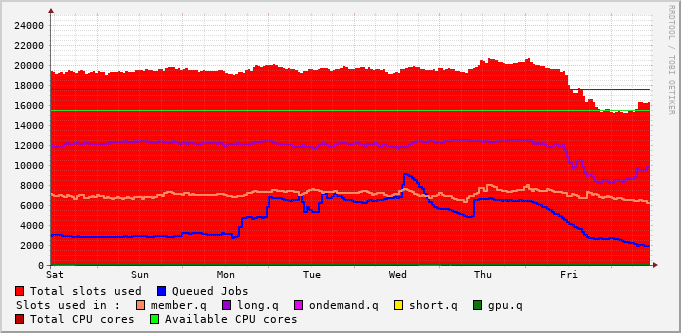 RRDTOOL / TOBI OETIKER
24000
22000
20000
18000
16000
14000
12000
10000
8000
6000
4000
2000
0
Sat Sun Mon Tue Wed Thu Fri
Total slots used Queued Jobs
Slots used in : member.q long.q ondemand.q short.q gpu.q
Total CPU cores Available CPU cores